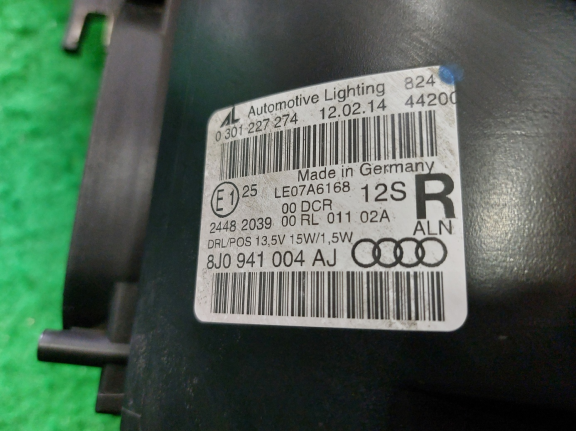 AL Automotive Lighting 824
0 301 227 274 12.02.14 44200
Made in Germany
E1 25 LE07A6168 12S R
00 DCR
2448 2039 00 RL 011 02A ALN
DRL/POS 13,5V 15W/1,5W
8J0 941 004 AJ